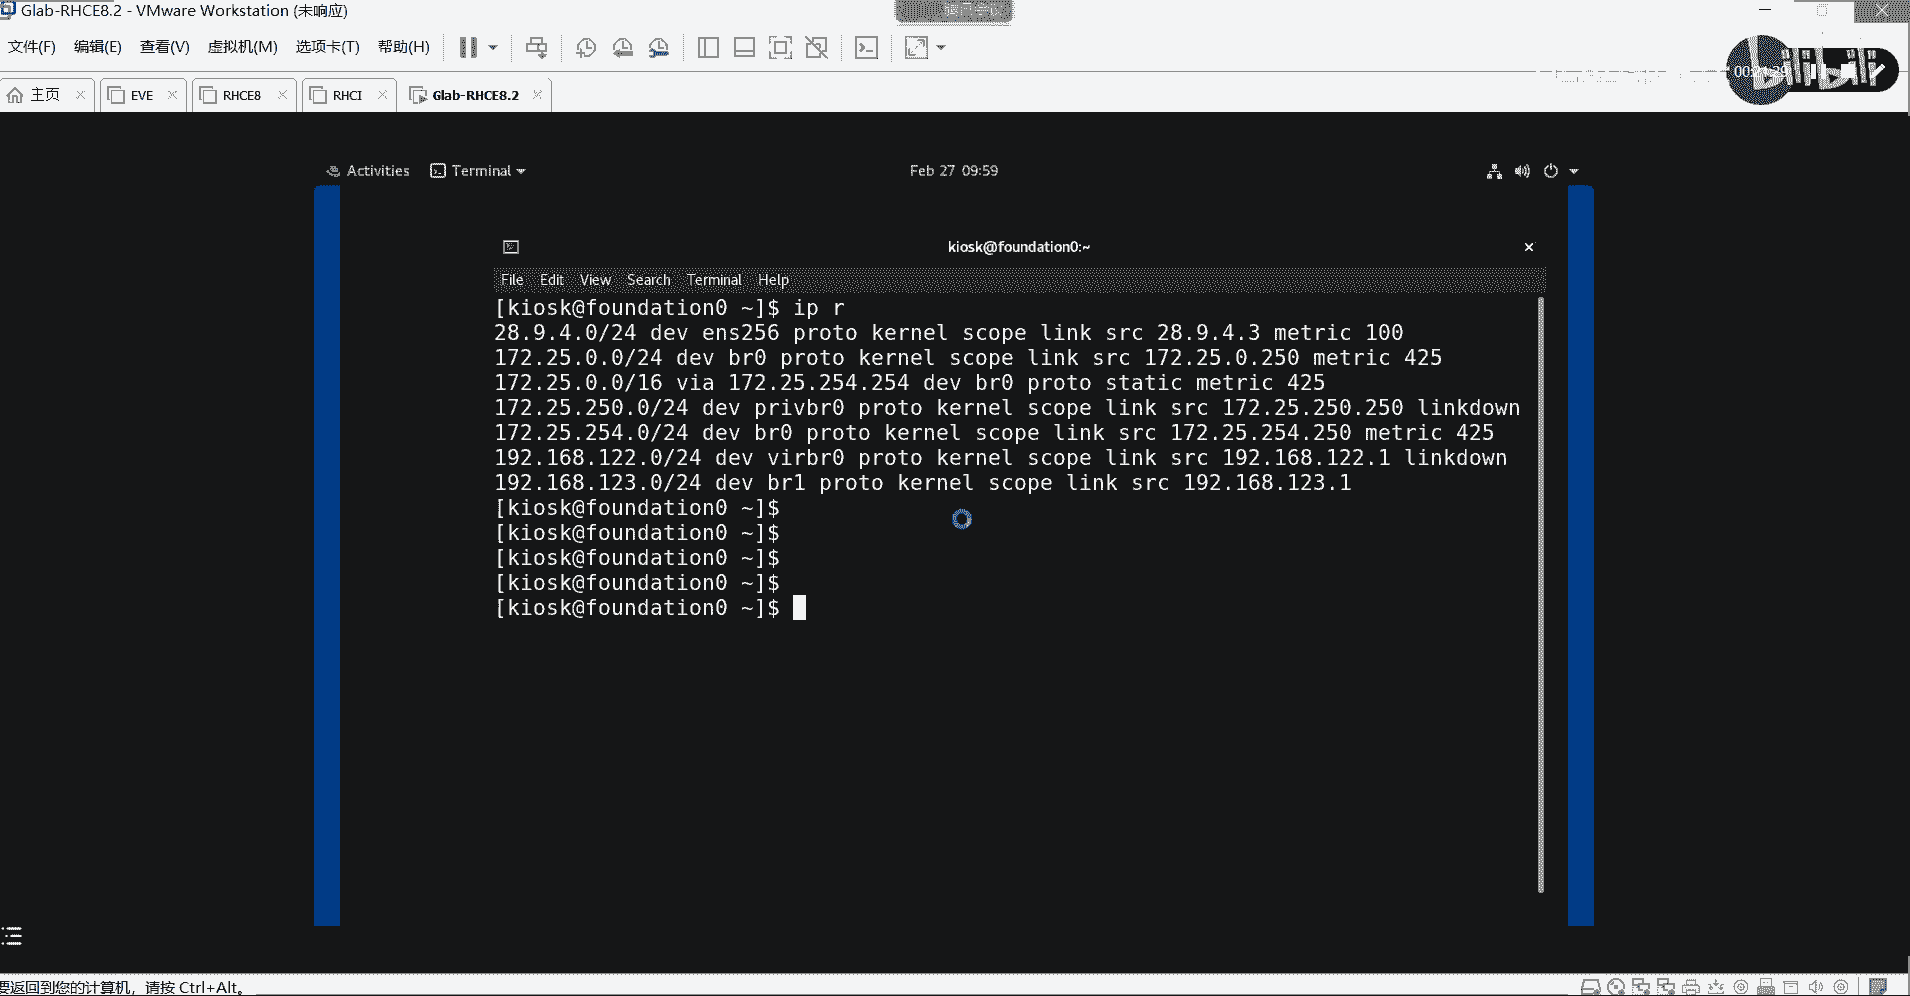 Glab-RHCE8.2 - VMware Workstation (未响应)
文件(F) 编辑(E) 查看(V) 虚拟机(M) 选项卡(T) 帮助(H)
主页 EVE RHCE8 RHCI Glab-RHCE8.2
Activities Terminal Feb 27 09:59
kiosk@foundation0:~
File Edit View Search Terminal Help
[kiosk@foundation0 ~]$ ip r
28.9.4.0/24 dev ens256 proto kernel scope link src 28.9.4.3 metric 100
172.25.0.0/24 dev br0 proto kernel scope link src 172.25.0.250 metric 425
172.25.0.0/16 via 172.25.254.254 dev br0 proto static metric 425
172.25.250.0/24 dev privbr0 proto kernel scope link src 172.25.250.250 linkdown
172.25.254.0/24 dev br0 proto kernel scope link src 172.25.254.250 metric 425
192.168.122.0/24 dev virbr0 proto kernel scope link src 192.168.122.1 linkdown
192.168.123.0/24 dev br1 proto kernel scope link src 192.168.123.1
[kiosk@foundation0 ~]$
[kiosk@foundation0 ~]$
[kiosk@foundation0 ~]$
[kiosk@foundation0 ~]$
[kiosk@foundation0 ~]$
要返回到您的计算机，请按 Ctrl+Alt。